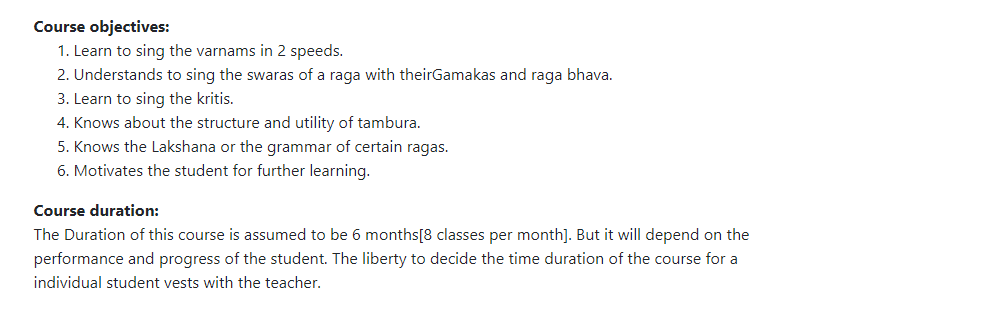 Course objectives:
1. Learn to sing the varnams in 2 speeds.
2. Understands to sing the swaras of a raga with theirGamakas and raga bhava.
3. Learn to sing the kritis.
4. Knows about the structure and utility of tambura.
5. Knows the Lakshana or the grammar of certain ragas.
6. Motivates the student for further learning.
Course duration:
The Duration of this course is assumed to be 6 months[8 classes per month]. But it will depend on the
performance and progress of the student. The liberty to decide the time duration of the course for a
individual student vests with the teacher.